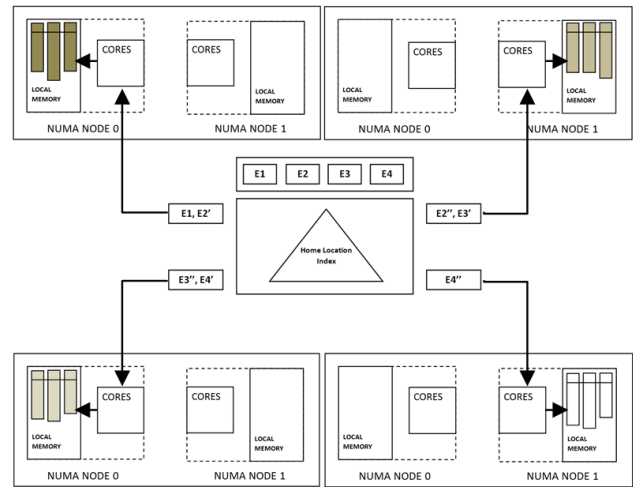 CORES
LOCAL
MEMORY
NUMA NODE 0
CORES
LOCAL
MEMORY
NUMA NODE 1
LOCAL
MEMORY
CORES
NUMA NODE 0
CORES
LOCAL
MEMORY
NUMA NODE 1
E1
E2
E3
E4
E1, E2'
Home Location
Index
E2'', E3'
E3'', E4'
E4''
CORES
LOCAL
MEMORY
NUMA NODE 0
CORES
LOCAL
MEMORY
NUMA NODE 1
LOCAL
MEMORY
CORES
NUMA NODE 0
CORES
LOCAL
MEMORY
NUMA NODE 1